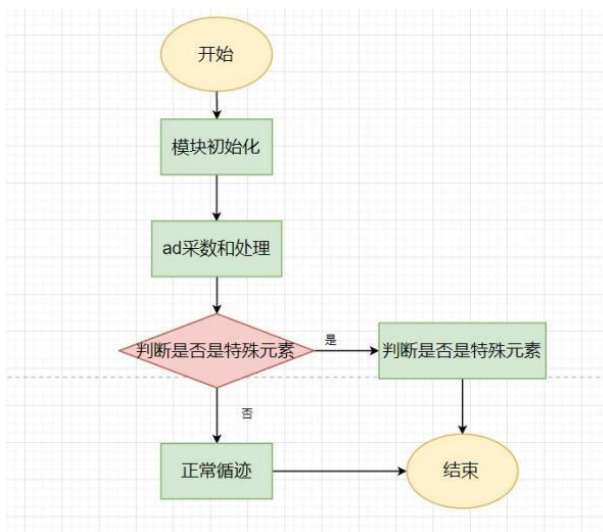 开始
模块初始化
ad采数和处理
判断是否是特殊元素
是
判断是否是特殊元素
否
正常循迹
结束